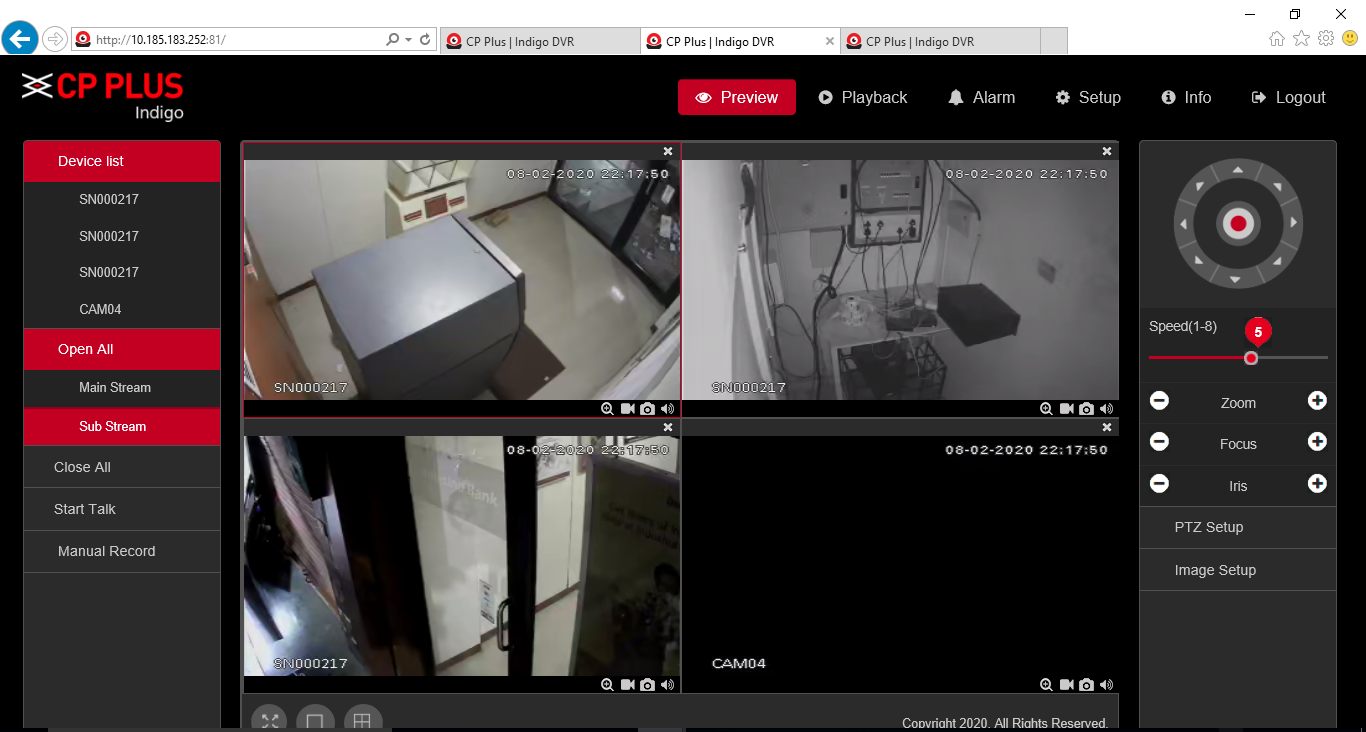 http://10.185.183.252:81/
CP Plus | Indigo DVR
CP Plus | Indigo DVR
CP Plus | Indigo DVR
CP PLUS
Indigo
Preview
Playback
Alarm
Setup
Info
Logout
Device list
SN000217
SN000217
SN000217
CAM04
Open All
Main Stream
Sub Stream
Close All
Start Talk
Manual Record
08-02-2020 22:17:50
SN000217
08-02-2020 22:17:50
SN000217
08-02-2020 22:17:50
Bank
SN000217
08-02-2020 22:17:50
CAM04
Speed(1-8)
5
Zoom
Focus
Iris
PTZ Setup
Image Setup
Copyright 2020. All Rights Reserved.